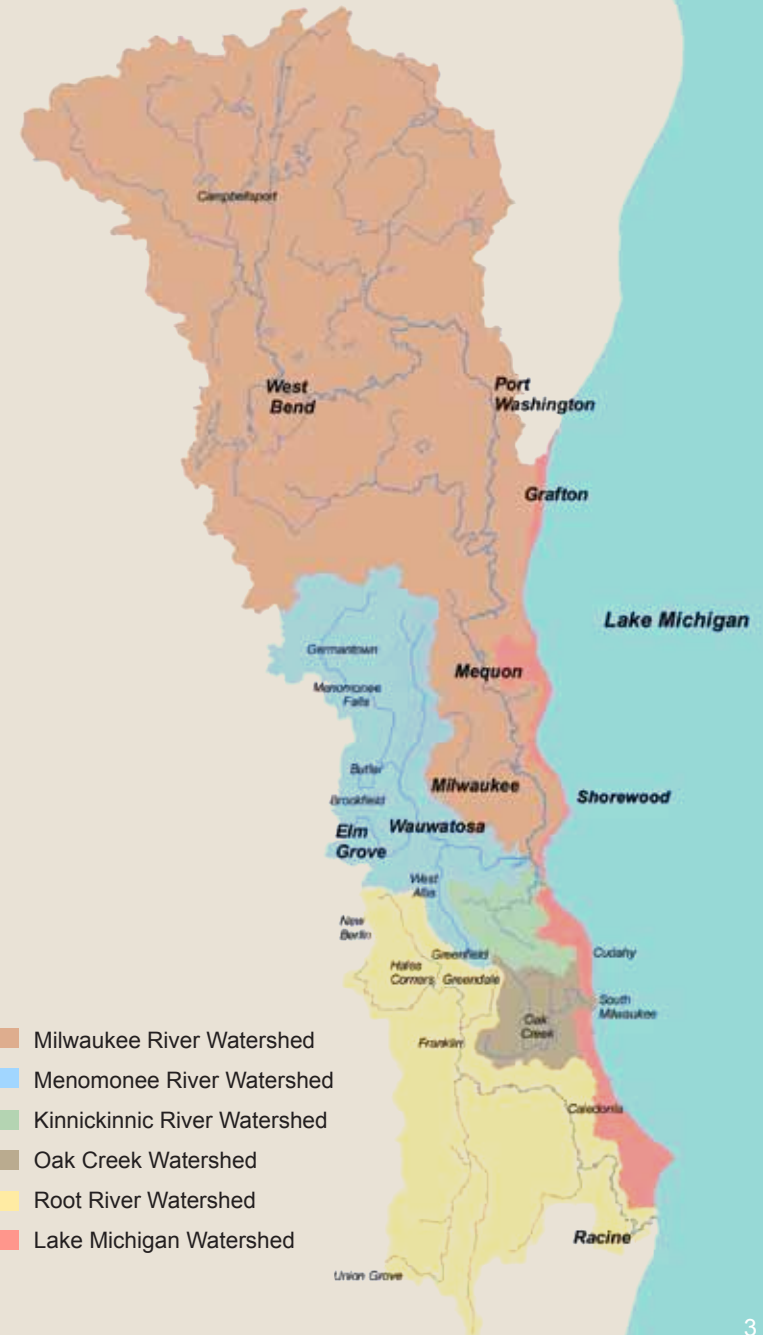 Campbellsport
West
Bend
Port
Washington
Grafton
Lake Michigan
Germantown
Mequon
Menomonee
Falls
Butler
Milwaukee
Shorewood
Brookfield
Wauwatosa
Elm
Grove
West
Allis
New
Berlin
Greenfield
Cudahy
Hales
Corners
Greendale
South
Milwaukee
Oak
Creek
Franklin
Milwaukee River Watershed
Menomonee River Watershed
Caledonia
Kinnickinnic River Watershed
Oak Creek Watershed
Root River Watershed
Lake Michigan Watershed
Racine
Union Grove
3